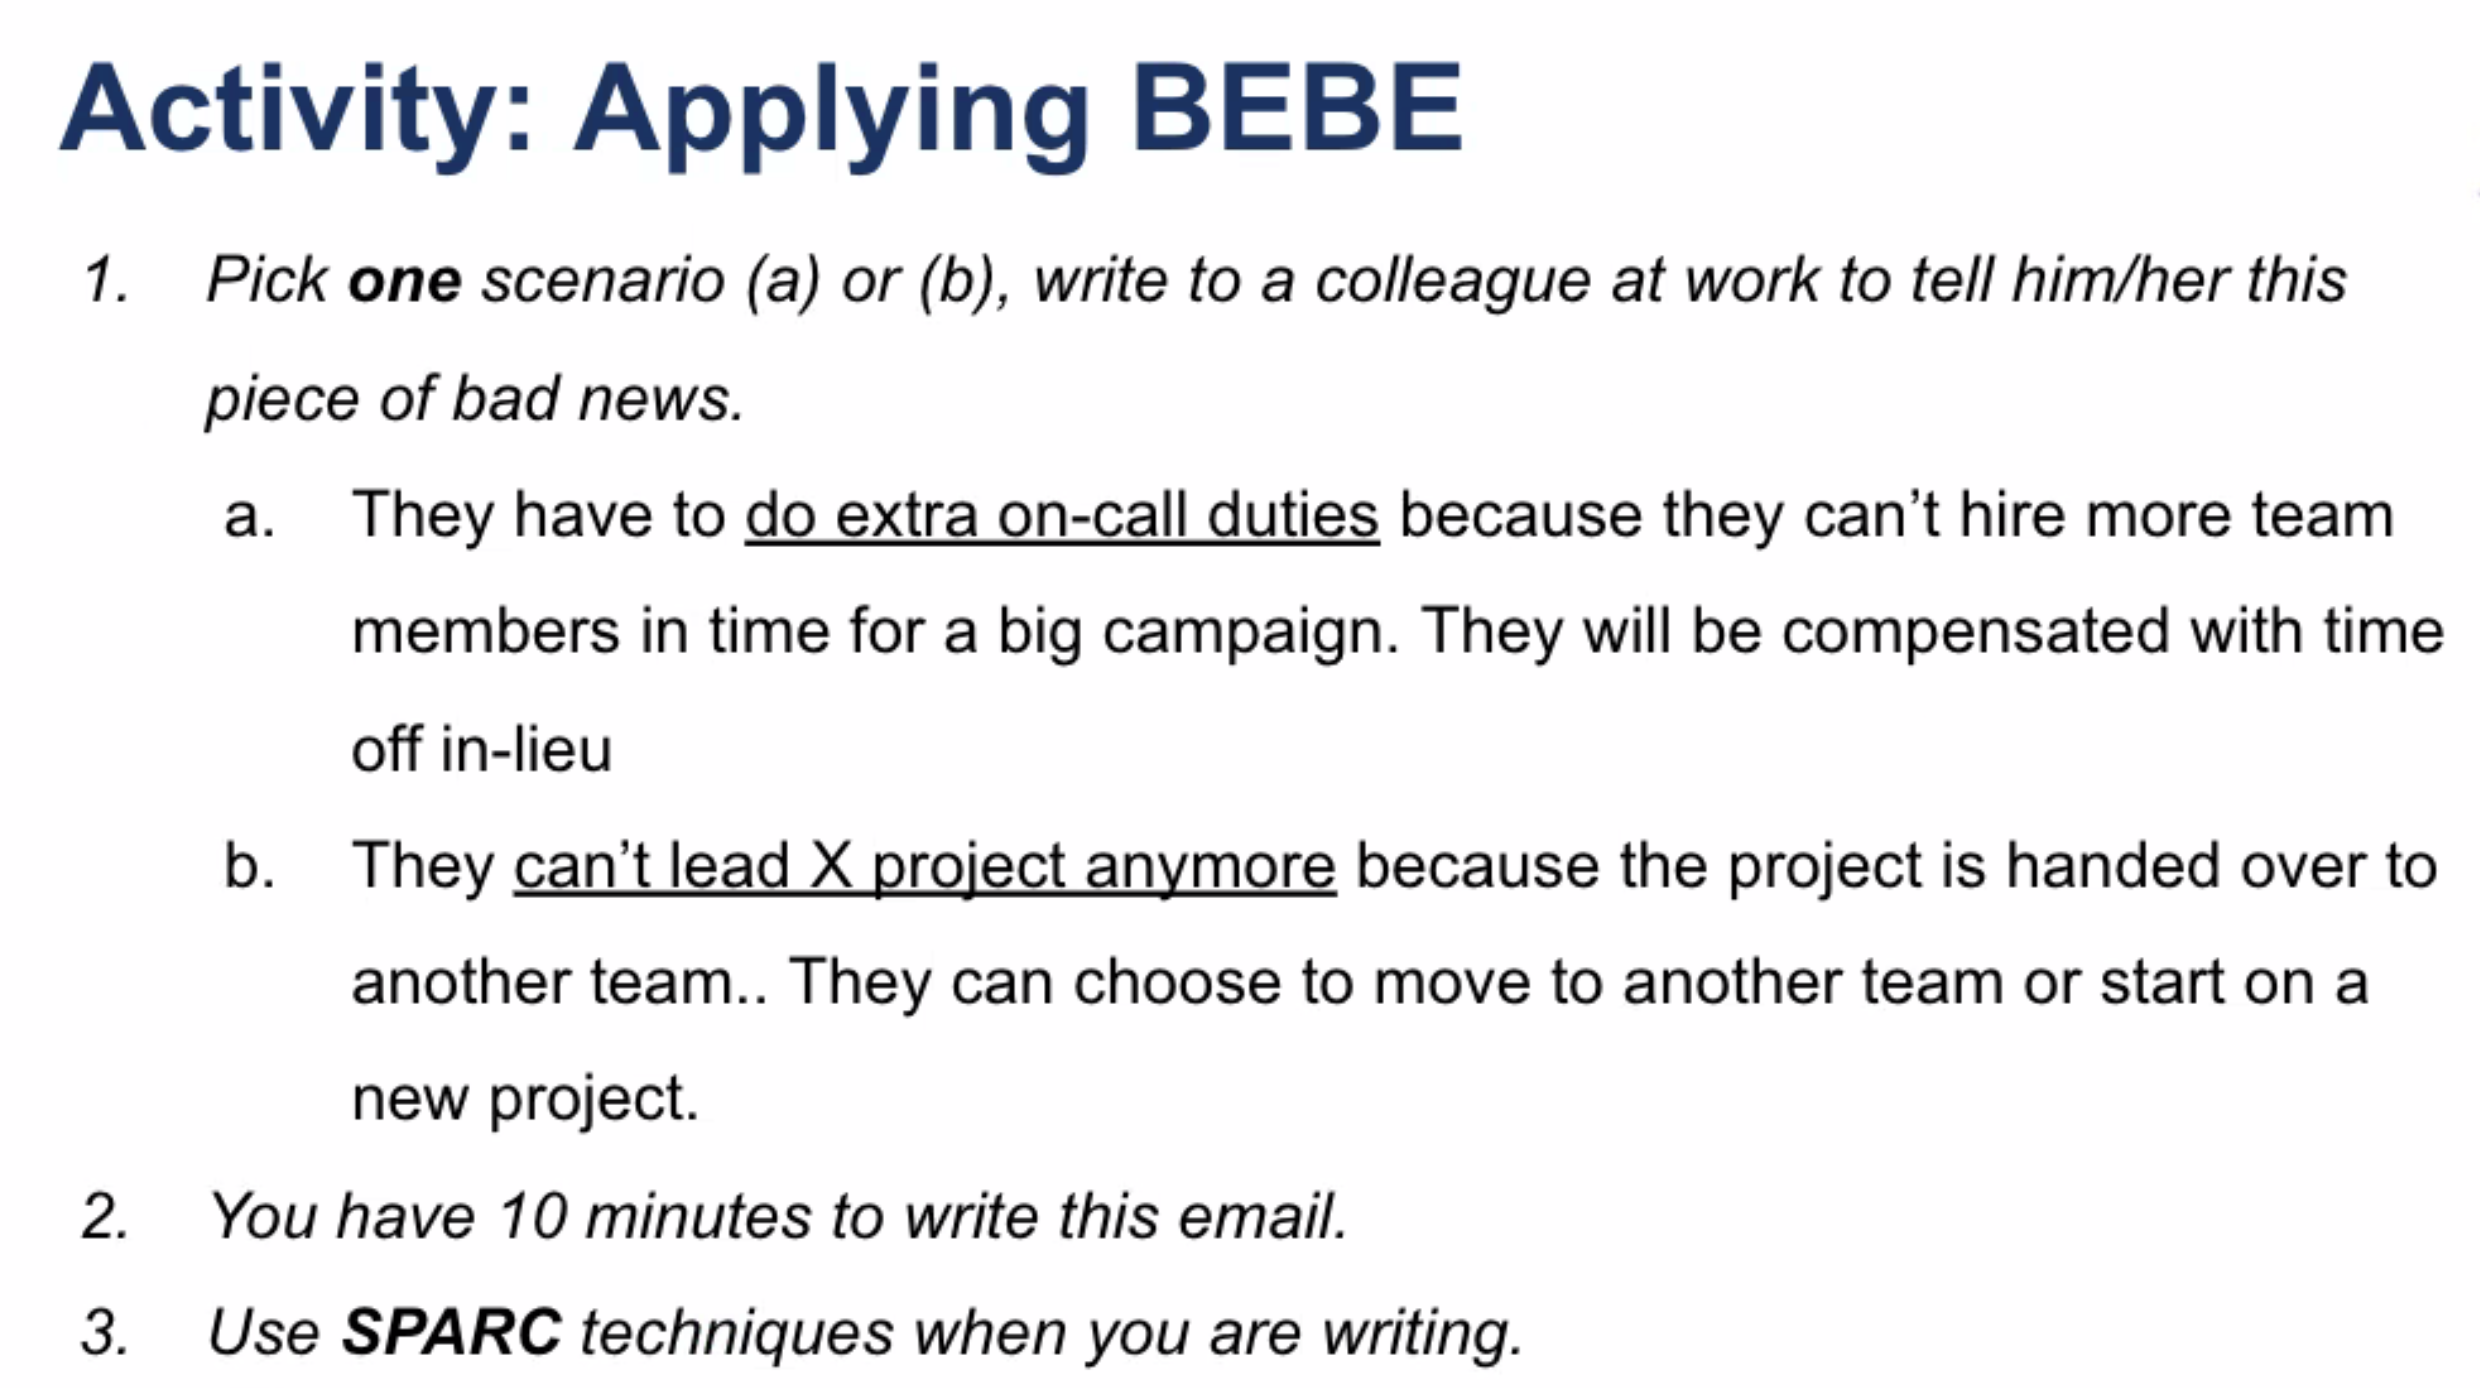 Activity: Applying BEBE
1. Pick one scenario (a) or (b), write to a colleague at work to tell him/her this
piece of bad news.
a. They have to do extra on-call duties because they can’t hire more team
members in time for a big campaign. They will be compensated with time
off in-lieu
b. They can’t lead X project anymore because the project is handed over to
another team.. They can choose to move to another team or start on a
new project.
2. You have 10 minutes to write this email.
3. Use SPARC techniques when you are writing.